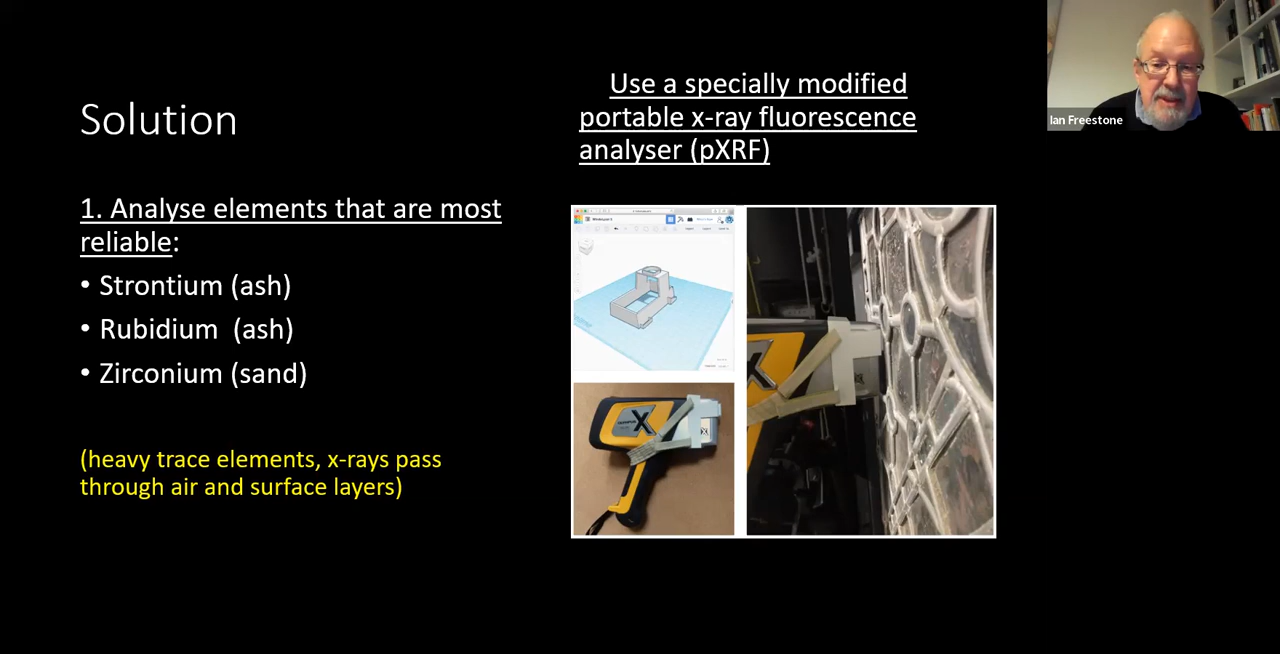 Solution
1. Analyse elements that are most
reliable:
• Strontium (ash)
• Rubidium (ash)
• Zirconium (sand)
(heavy trace elements, x-rays pass
through air and surface layers)
Use a specially modified
portable x-ray fluorescence
analyser (pXRF)
X
X
Ian Freestone